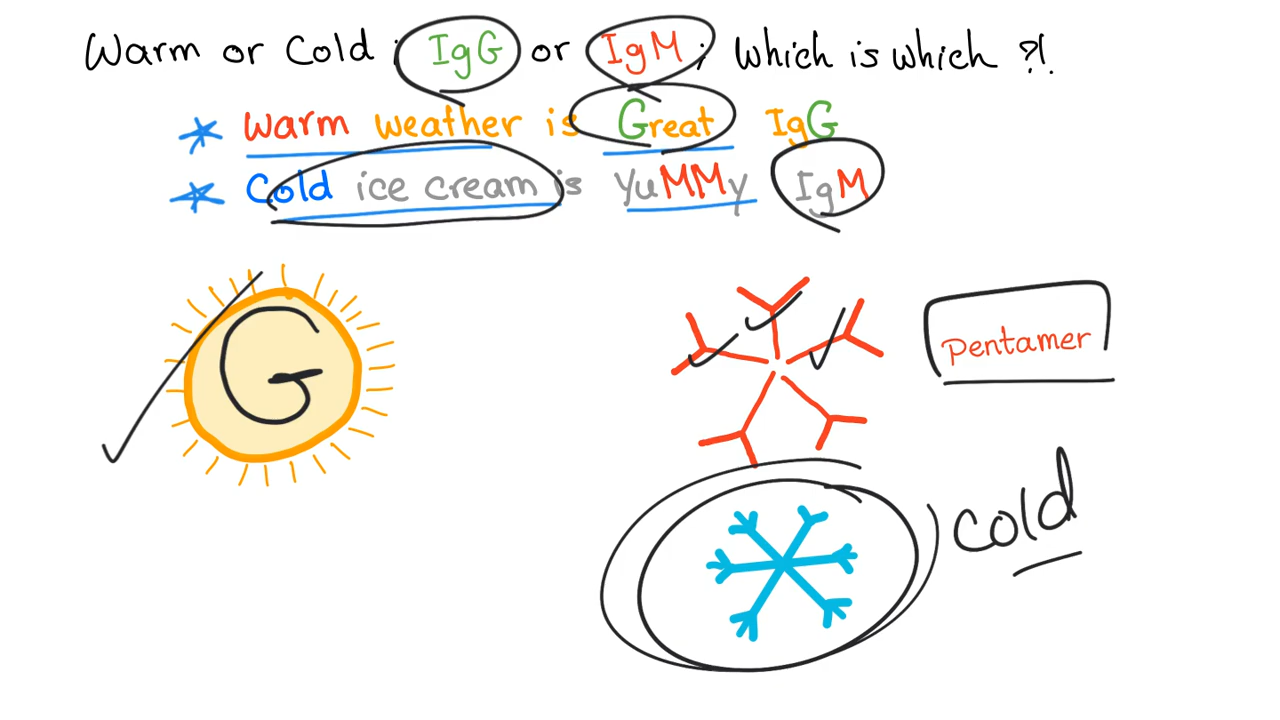 Warm or Cold ; IgG or IgM ; Which is which ?!
* Warm weather is Great IgG
* Cold ice cream is YuMMy IgM
G
Pentamer
Cold